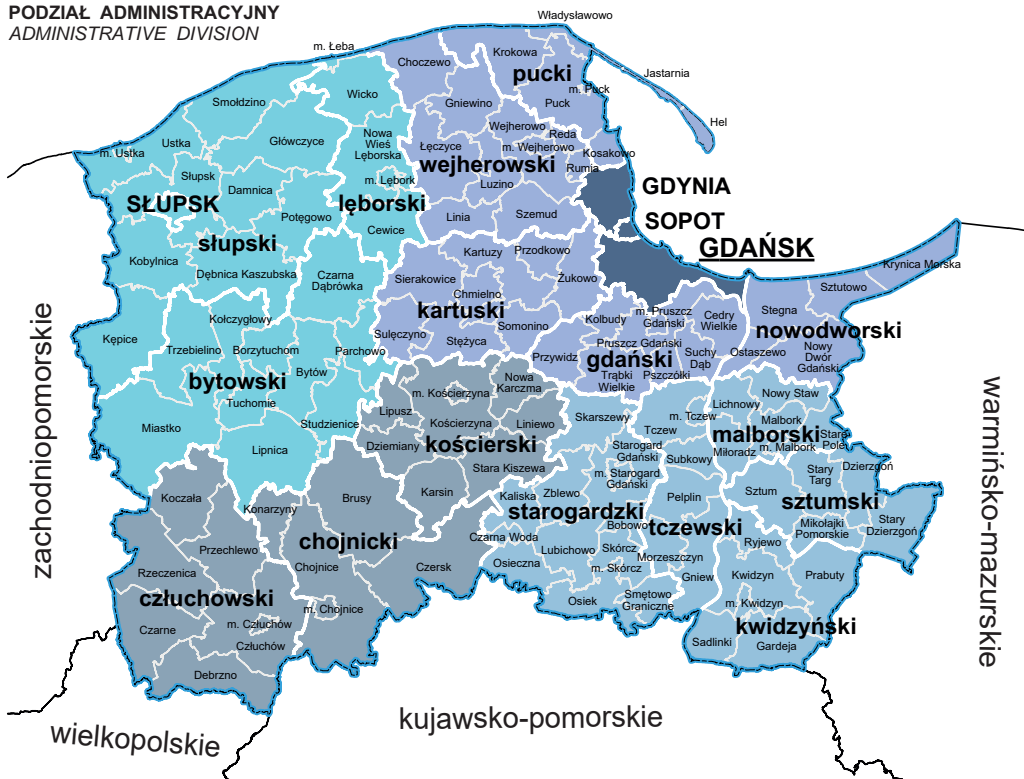 PODZIAŁ ADMINISTRACYJNY
ADMINISTRATIVE DIVISION
Władysławowo
m. Łeba
Choczewo
Krokowa
pucki
Jastarnia
m. Puck
Puck
Hel
Wicko
Smołdzino
Gniewino
Ustka
m. Ustka
Główczyce
Nowa
Wieś
Lęborska
Wejherowo
Reda
Łęczyce
m. Wejherowo
Kosakowo
wejherowski
Rumia
Słupsk
Damnica
m. Lębork
Luzino
GDYNIA
SŁUPSK
lęborski
Potęgowo
Linia
Szemud
SOPOT
Cewice
słupski
GDAŃSK
Kobylnica
Dębnica Kaszubska
Czarna
Dąbrówka
Kartuzy
Przodkowo
Sierakowice
Żukowo
Chmielno
kartuski
Krynica Morska
Sztutowo
Stegna
Kołczygłowy
Sulęczyno
Somonino
Stężyca
Kolbudy
m. Pruszcz
Gdański
Cedry
Wielkie
nowodworski
Kępice
Trzebielino
Borzytuchom
Parchowo
Przywidz
Pruszcz Gdański
gdański
Suchy
Dąb
Ostaszewo
Nowy
Dwór
Gdański
bytowski
Bytów
Trąbki
Wielkie
Pszczółki
Tuchomie
Nowa
Karczma
m. Kościerzyna
Lichnowy
Nowy Staw
Miastko
Studzienice
Lipusz
Kościerzyna
Liniewo
Skarszewy
m. Tczew
Tczew
Malbork
malborski
Stare
Pole
Lipnica
Dziemiany
kościerski
Starogard
Gdański
Miłoradz
m. Malbork
Subkowy
Stara Kiszewa
m. Starogard
Gdański
Stary
Targ
Dzierzgoń
Koczała
Konarzyny
Brusy
Karsin
Kaliska
Zblewo
Pelplin
Sztum
sztumski
starogardzki
Bobowo
tczewski
Mikołajki
Pomorskie
Stary
Dzierzgoń
Przechlewo
chojnicki
Czarna Woda
Lubichowo
Skórcz
Ryjewo
Morzeszczyn
Rzeczenica
Chojnice
Czersk
Osieczna
m. Skórcz
Gniew
Kwidzyn
Prabuty
człuchowski
m. Chojnice
Osiek
Smętowo
Graniczne
m. Kwidzyn
Czarne
m. Człuchów
kwidzyński
Człuchów
Sadlinki
Gardeja
Debrzno
zachodniopomorskie
warmińsko-mazurskie
wielkopolskie
kujawsko-pomorskie